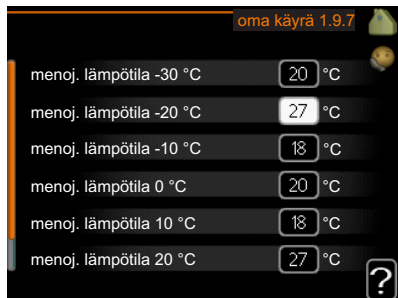 oma käyrä 1.9.7
menoj. lämpötila -30 °C 20 °C
menoj. lämpötila -20 °C 27 °C
menoj. lämpötila -10 °C 18 °C
menoj. lämpötila 0 °C 20 °C
menoj. lämpötila 10 °C 18 °C
menoj. lämpötila 20 °C 27 °C
?